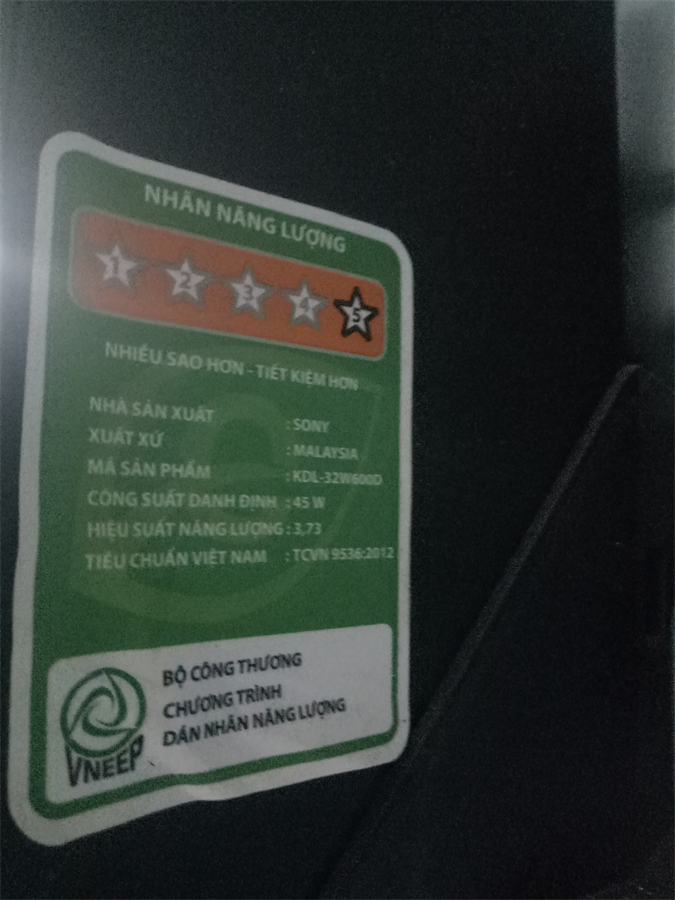 NHÃN NĂNG LƯỢNG
1 2 3 4 5
NHIỀU SAO HƠN - TIẾT KIỆM HƠN
NHÀ SẢN XUẤT : SONY
XUẤT XỨ : MALAYSIA
MÃ SẢN PHẨM : KDL-32W600D
CÔNG SUẤT DANH ĐỊNH : 45 W
HIỆU SUẤT NĂNG LƯỢNG : 3,73
TIÊU CHUẨN VIỆT NAM : TCVN 9536:2012
BỘ CÔNG THƯƠNG
CHƯƠNG TRÌNH
DÁN NHÃN NĂNG LƯỢNG
VNEEP